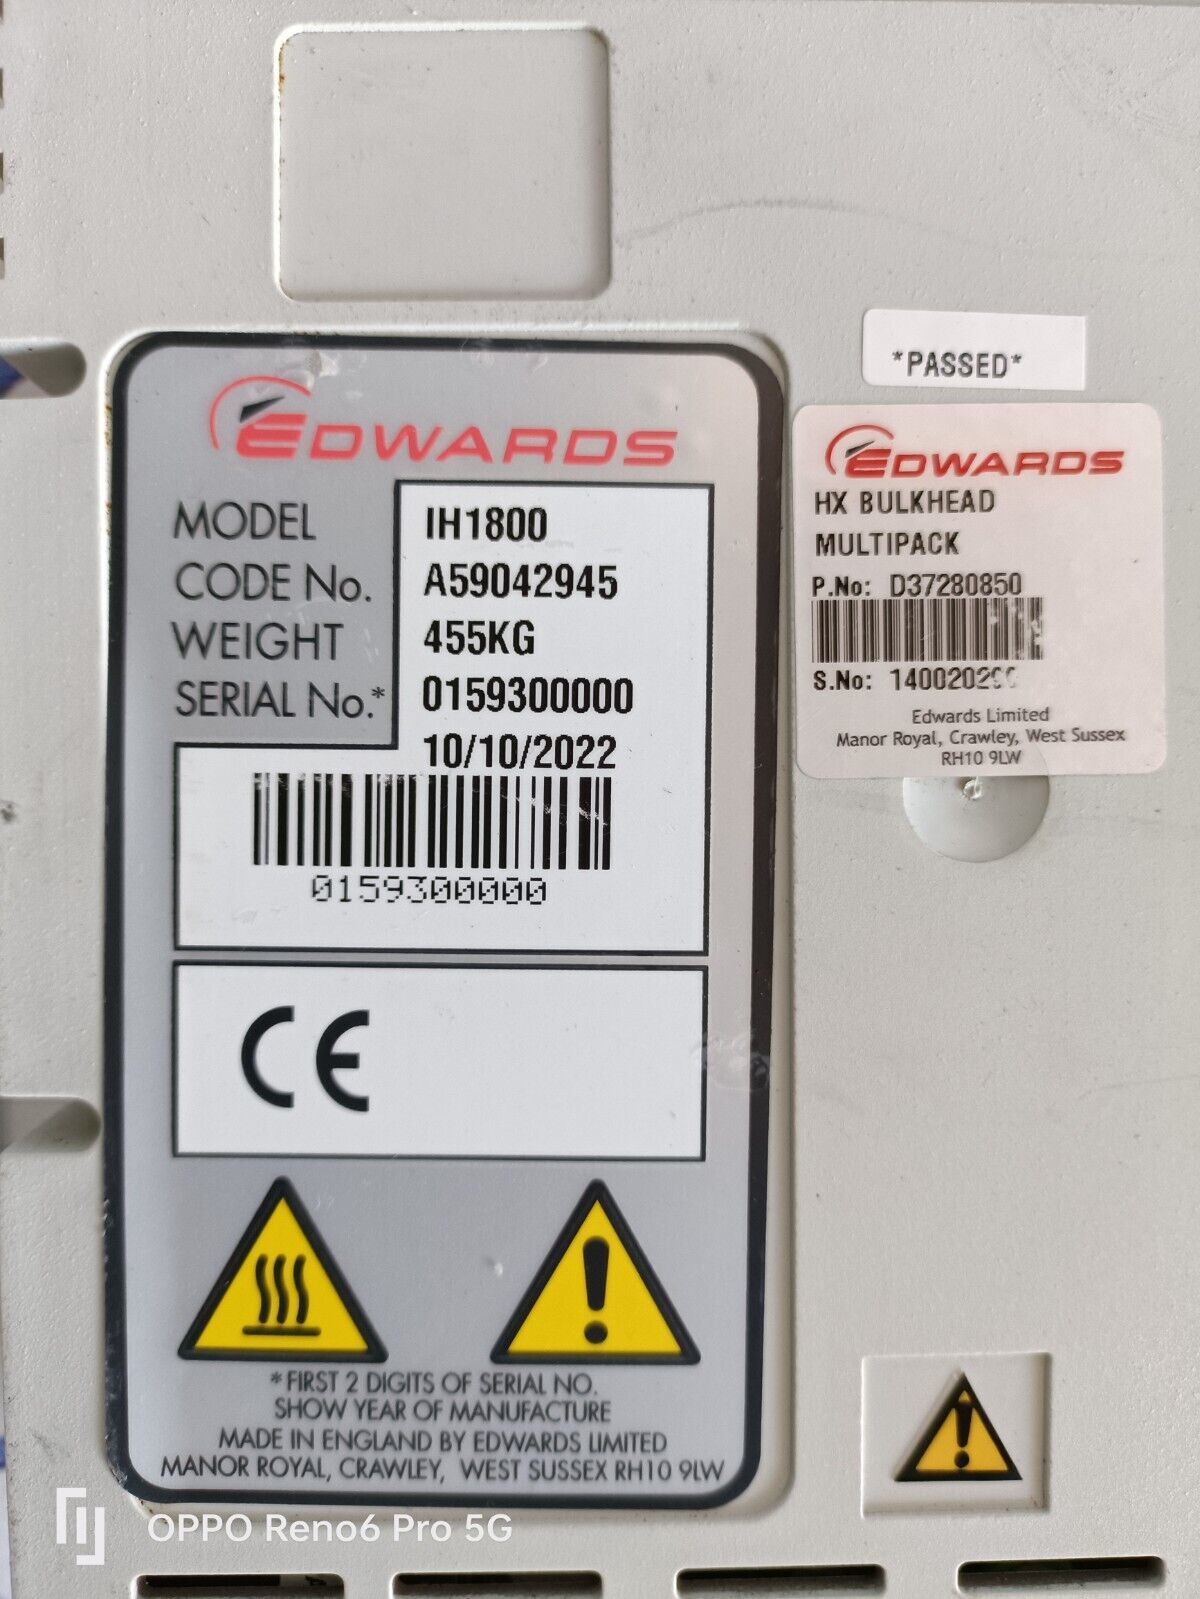 *PASSED*
EDWARDS
MODEL IH1800
CODE No. A59042945
WEIGHT 455KG
SERIAL No.* 0159300000
10/10/2022
0159300000
CE
*FIRST 2 DIGITS OF SERIAL NO.
SHOW YEAR OF MANUFACTURE
MADE IN ENGLAND BY EDWARDS LIMITED
MANOR ROYAL, CRAWLEY, WEST SUSSEX RH10 9LW
EDWARDS
HX BULKHEAD
MULTIPACK
P.No: D37280850
S.No:
Edwards Limited
Manor Royal, Crawley, West Sussex
RH10 9LW
OPPO Reno6 Pro 5G